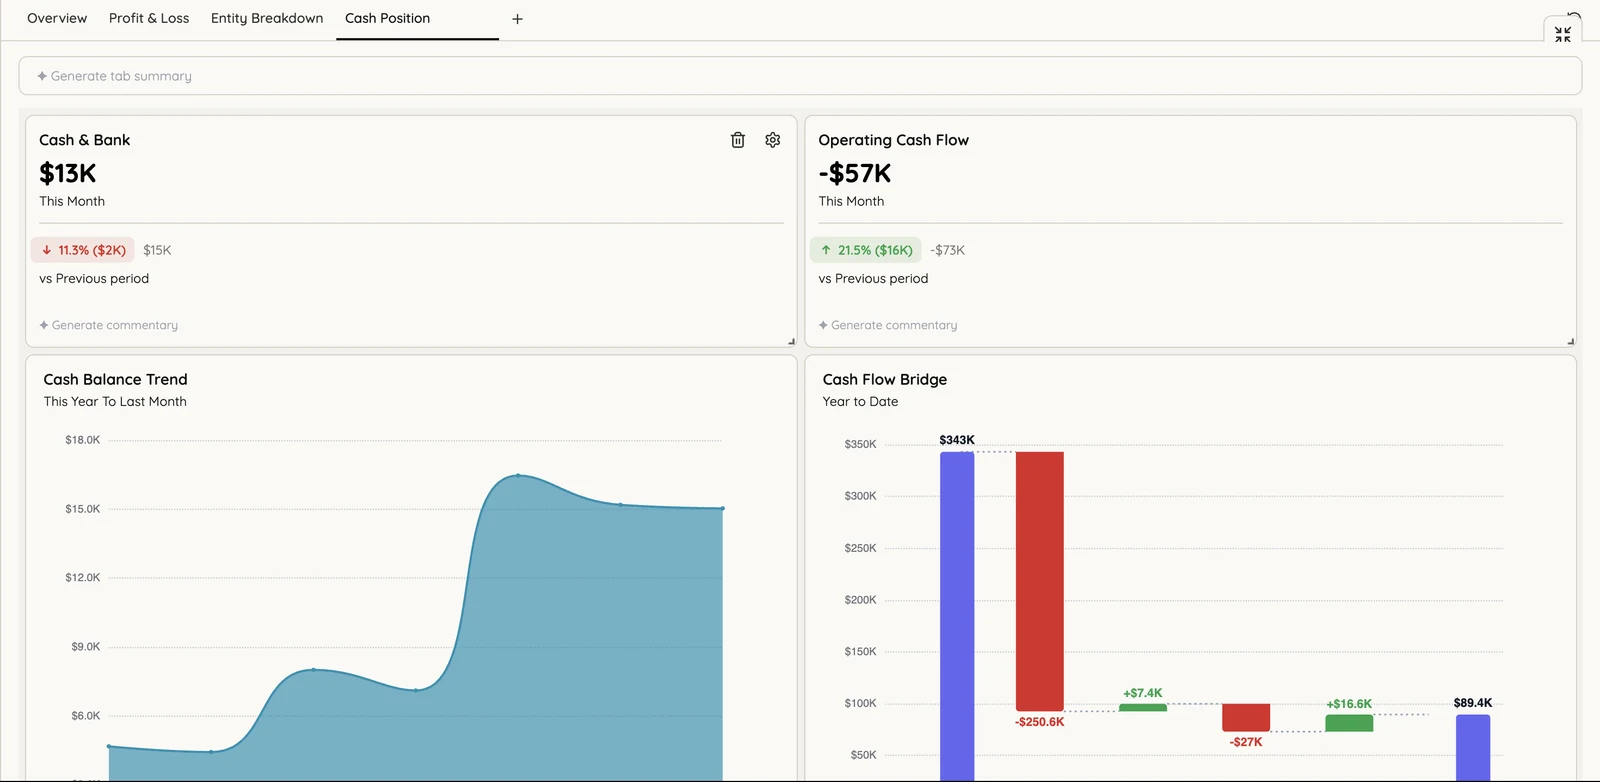 Overview Profit & Loss Entity Breakdown Cash Position +
Generate tab summary
Cash & Bank
$13K
This Month
11.3% ($2K) $15K
vs Previous period
Generate commentary
Operating Cash Flow
-$57K
This Month
21.5% ($16K) -$73K
vs Previous period
Generate commentary
Cash Balance Trend
This Year To Last Month
$18.0K
$15.0K
$12.0K
$9.0K
$6.0K
Cash Flow Bridge
Year to Date
$350K
$300K
$250K
$200K
$150K
$100K
$50K
$343K
-$250.6K
+$7.4K
-$27K
+$16.6K
$89.4K